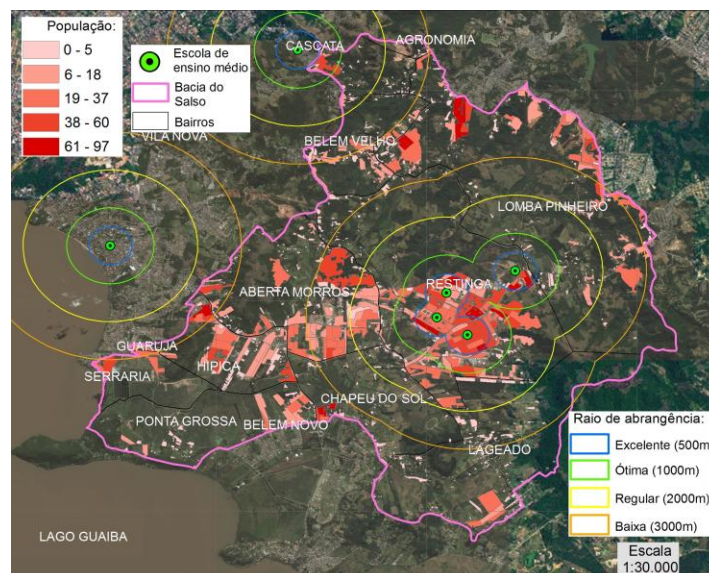 População:
0 - 5
6 - 18
19 - 37
38 - 60
61 - 97
Escola de
ensino médio
Bacia do
Salso
Bairros
CASCATA
AGRONOMIA
VILA NOVA
BELEM VELHO
LOMBA PINHEIRO
ABERTA MORROS
RESTINGA
GUARUJA
SERRARIA
HIPICA
CHAPEU DO SOL
PONTA GROSSA
BELEM NOVO
LAGEADO
LAGO GUAIBA
Raio de abrangência:
Excelente (500m
Ótima (1000m)
Regular (2000m)
Baixa (3000m)
Escala
1:30.000